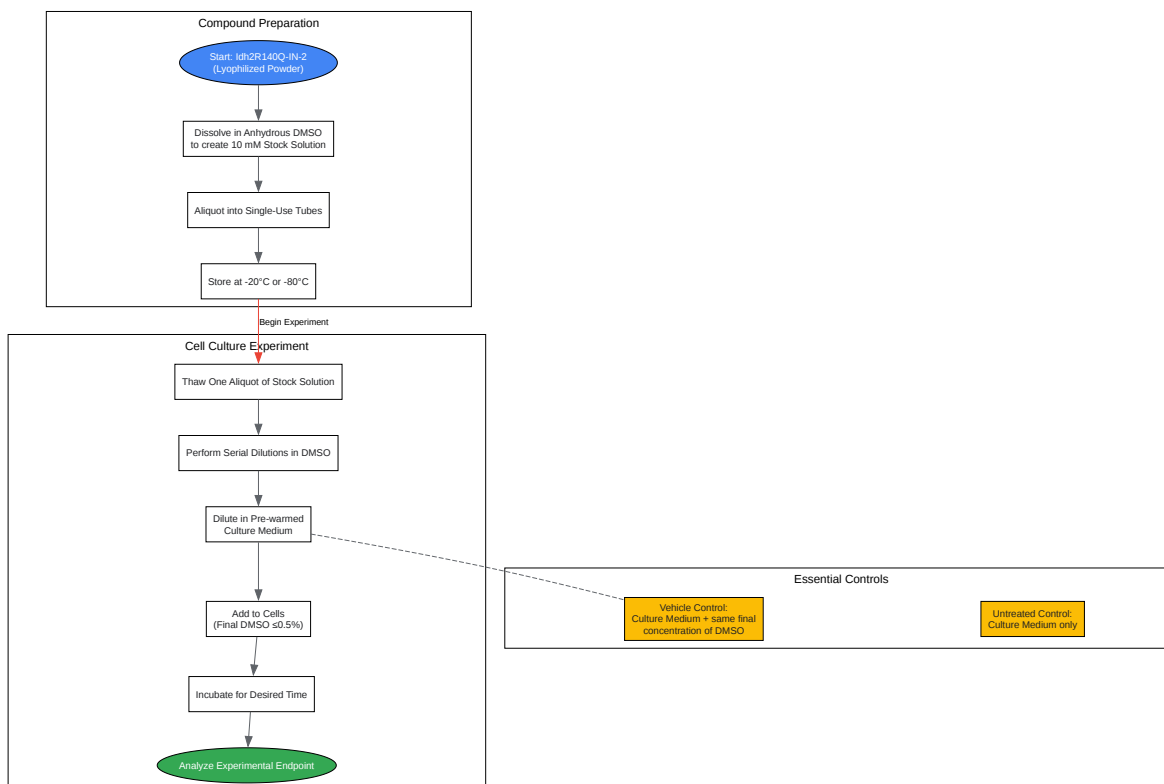 Compound Preparation
Start: Idh2R140Q-IN-2
(Lyophilized Powder)
Dissolve in Anhydrous DMSO
to create 10 mM Stock Solution
Aliquot into Single-Use Tubes
Store at -20°C or -80°C
Begin Experiment
Cell Culture Experiment
Thaw One Aliquot of Stock Solution
Perform Serial Dilutions in DMSO
Dilute in Pre-warmed
Culture Medium
Add to Cells
(Final DMSO ≤0.5%)
Incubate for Desired Time
Analyze Experimental Endpoint
Essential Controls
Vehicle Control:
Culture Medium + same final
concentration of DMSO
Untreated Control:
Culture Medium only